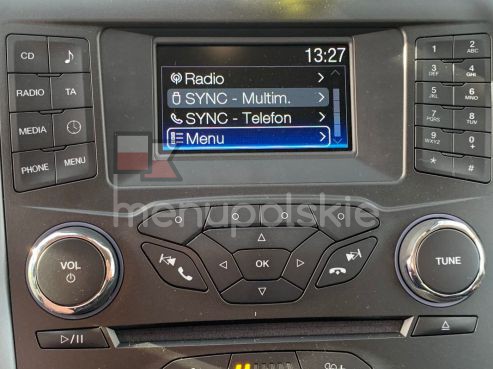 13:27
Radio
SYNC - Multim.
SYNC - Telefon
Menu
CD
RADIO TA
MEDIA
PHONE MENU
1 2 ABC
3 DEF 4 GHI
5 JKL 6 MNO
7 PQRS 8 TUV
9 WXYZ 0 +
* #
menupolskie
VOL
OK
TUNE